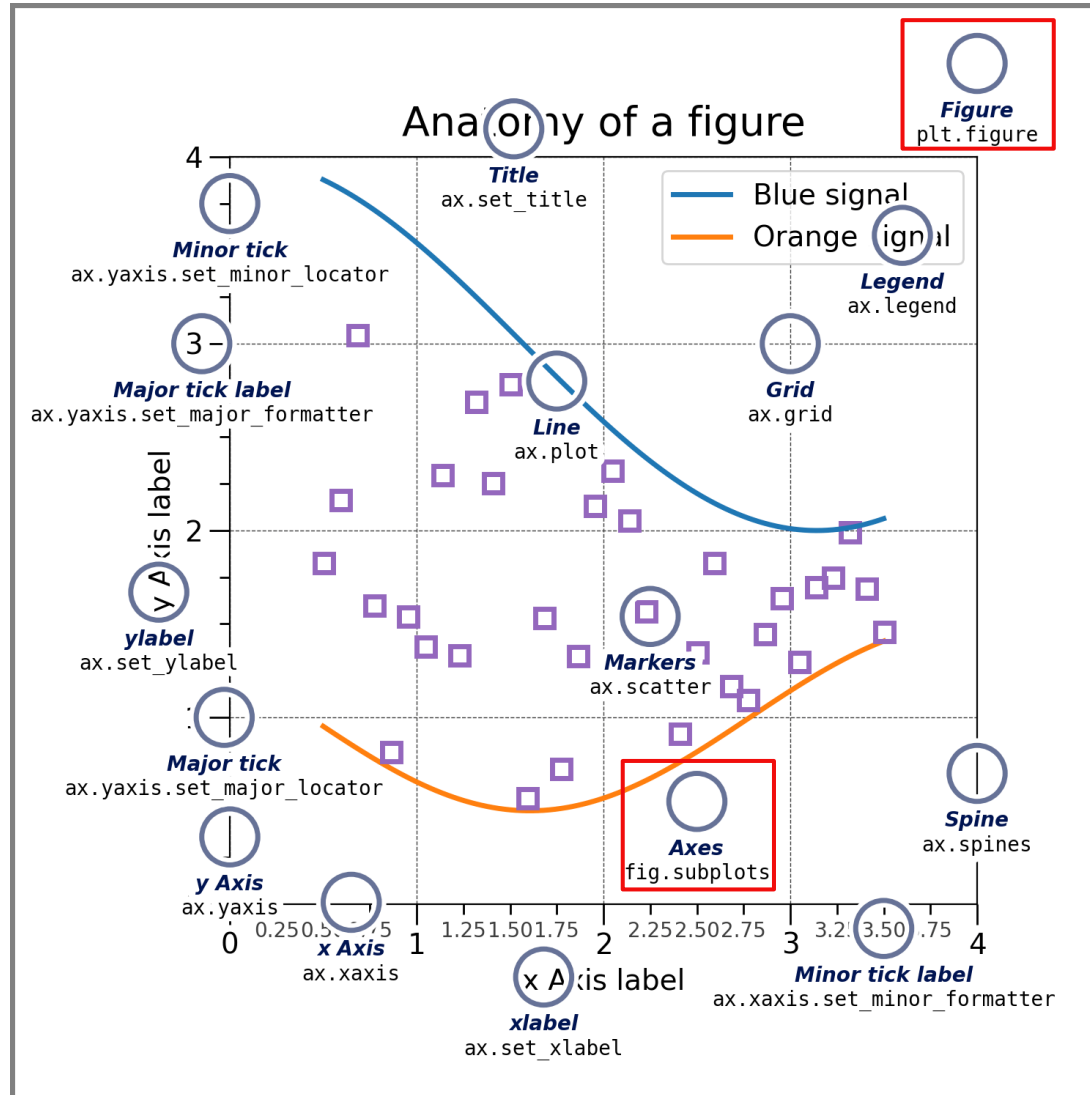 Figure
plt.figure
Anatomy of a figure
Title
ax.set_title
4
Blue signal
Orange signal
Legend
ax.legend
Minor tick
ax.yaxis.set_minor_locator
3
Major tick label
ax.yaxis.set_major_formatter
Grid
ax.grid
Line
ax.plot
y Axis label
2
ylabel
ax.set_ylabel
Markers
ax.scatter
Major tick
ax.yaxis.set_major_locator
Axes
fig.subplots
Spine
ax.spines
y Axis
ax.yaxis
0.25 1.25 1.50 2.25 2.50 2.75 3.50
0 1 2 3 4
x Axis
ax.xaxis
Minor tick label
ax.xaxis.set_minor_formatter
x Axis label
xlabel
ax.set_xlabel